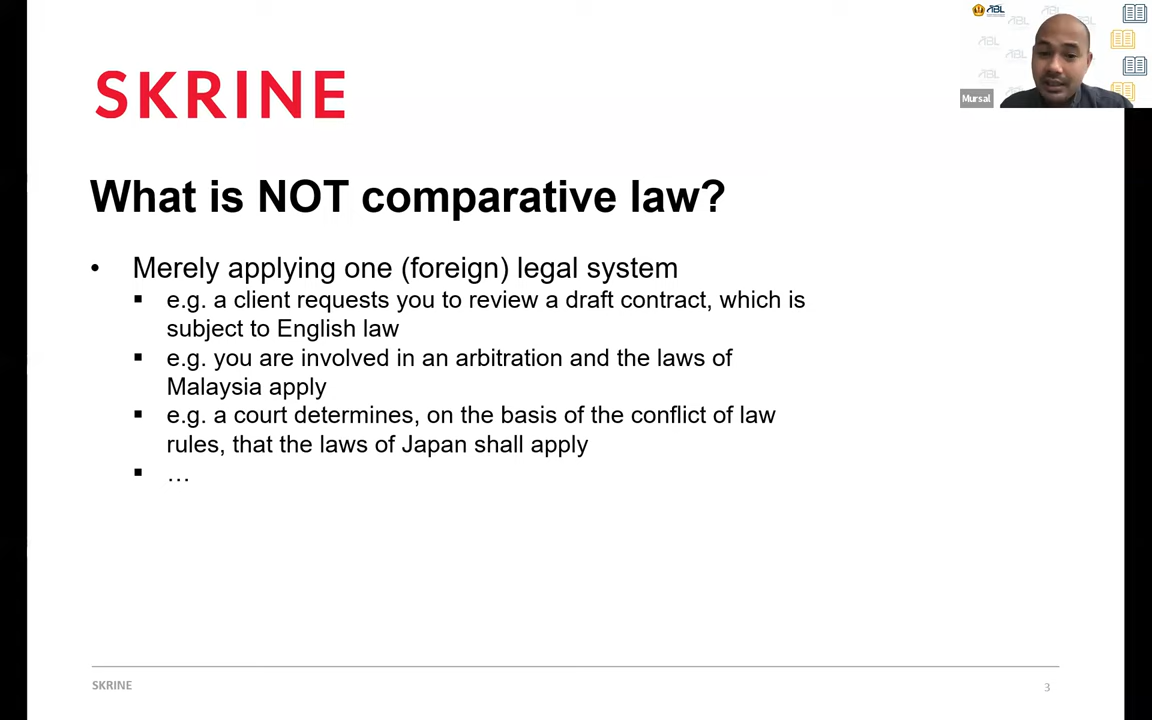 ABL
SKRINE
Mursal
What is NOT comparative law?
• Merely applying one (foreign) legal system
▪ e.g. a client requests you to review a draft contract, which is
subject to English law
▪ e.g. you are involved in an arbitration and the laws of
Malaysia apply
▪ e.g. a court determines, on the basis of the conflict of law
rules, that the laws of Japan shall apply
▪ …
SKRINE
3